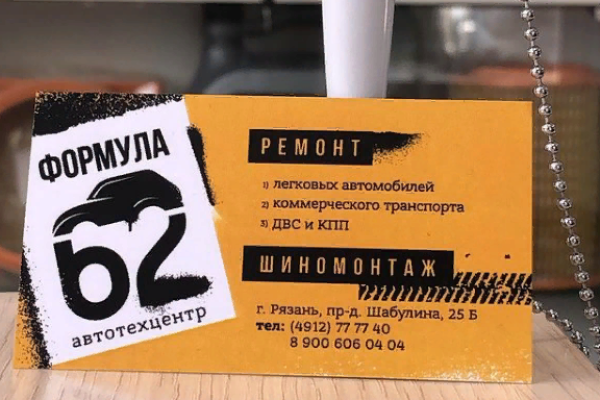 ФОРМУЛА
62
автотехцентр
РЕМОНТ
1) легковых автомобилей
2) коммерческого транспорта
3) ДВС и КПП
ШИНОМОНТАЖ
г. Рязань, пр-д. Шабулина, 25 Б
тел: (4912) 77 77 40
8 900 606 04 04